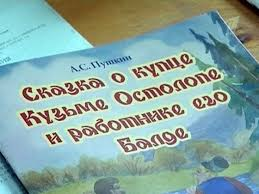 А.С.Пушкин
Сказка о купце
Кузьме Остолопе
и работнике его
Балде